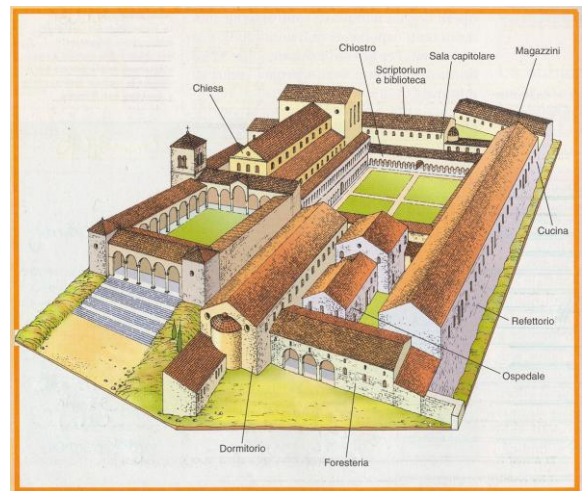 Chiostro
Sala capitolare
Magazzini
Scriptorium
e biblioteca
Chiesa
Cucina
Refettorio
Ospedale
Dormitorio
Foresteria